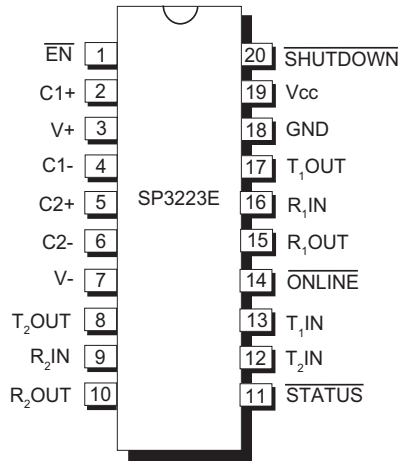 EN 1 20 SHUTDOWN
C1+ 2 19 Vcc
V+ 3 18 GND
C1- 4 17 T1OUT
C2+ 5 SP3223E 16 R1IN
C2- 6 15 R1OUT
V- 7 14 ONLINE
T2OUT 8 13 T1IN
R2IN 9 12 T2IN
R2OUT 10 11 STATUS